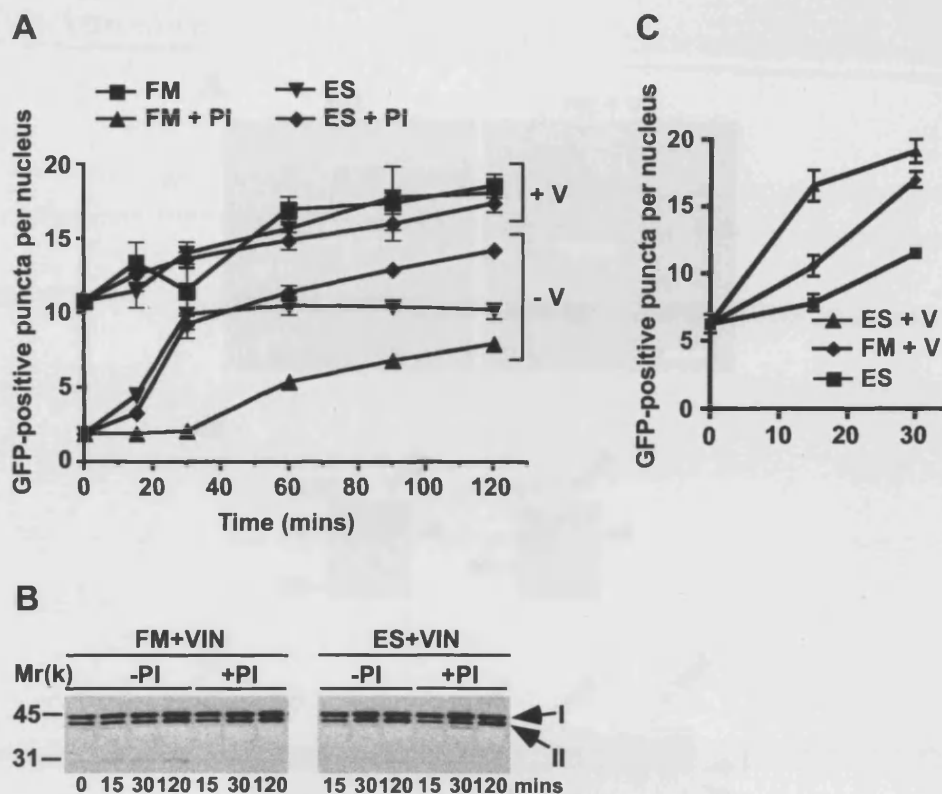 A
FM
ES
FM + PI
ES + PI
GFP-positive puncta per nucleus
20
15
10
5
0
+ V
- V
0 20 40 60 80 100 120
Time (mins)
C
GFP-positive puncta per nucleus
20
15
10
5
0
ES + V
FM + V
ES
0 10 20 30
B
FM+VIN ES+VIN
Mr(k) -PI +PI -PI +PI
45
31
I
II
0 15 30 120 15 30 120 15 30 120 15 30 120 mins